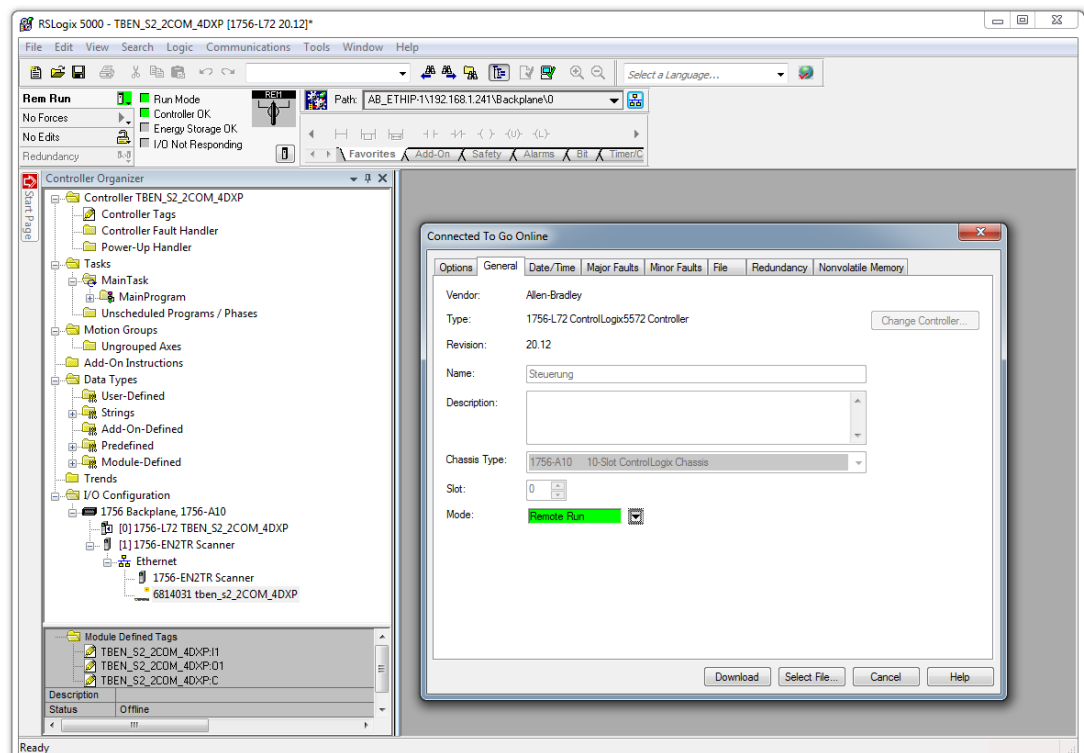 RSLogix 5000 - TBEN_S2_2COM_4DXP [1756-L72 20.12]*
File Edit View Search Logic Communications Tools Window Help
Select a Language...
Rem Run
No Forces
No Edits
Redundancy
Run Mode
Controller OK
Energy Storage OK
I/O Not Responding
REM
Path: AB_ETHIP-1\192.168.1.241\Backplane\0
Favorites Add-On Safety Alarms Bit Timer/C
Start Page
Controller Organizer
Controller TBEN_S2_2COM_4DXP
Controller Tags
Controller Fault Handler
Power-Up Handler
Tasks
MainTask
MainProgram
Unscheduled Programs / Phases
Motion Groups
Ungrouped Axes
Add-On Instructions
Data Types
User-Defined
Strings
Add-On-Defined
Predefined
Module-Defined
Trends
I/O Configuration
1756 Backplane, 1756-A10
[0] 1756-L72 TBEN_S2_2COM_4DXP
[1] 1756-EN2TR Scanner
Ethernet
1756-EN2TR Scanner
6814031 tben_s2_2COM_4DXP
Module Defined Tags
TBEN_S2_2COM_4DXP:I1
TBEN_S2_2COM_4DXP:O1
TBEN_S2_2COM_4DXP:C
Description
Status Offline
Connected To Go Online
Options General Date/Time Major Faults Minor Faults File Redundancy Nonvolatile Memory
Vendor: Allen-Bradley
Type: 1756-L72 ControlLogix5572 Controller
Change Controller...
Revision: 20.12
Name: Steuerung
Description:
Chassis Type: 1756-A10 10-Slot ControlLogix Chassis
Slot: 0
Mode: Remote Run
Download Select File... Cancel Help
Ready